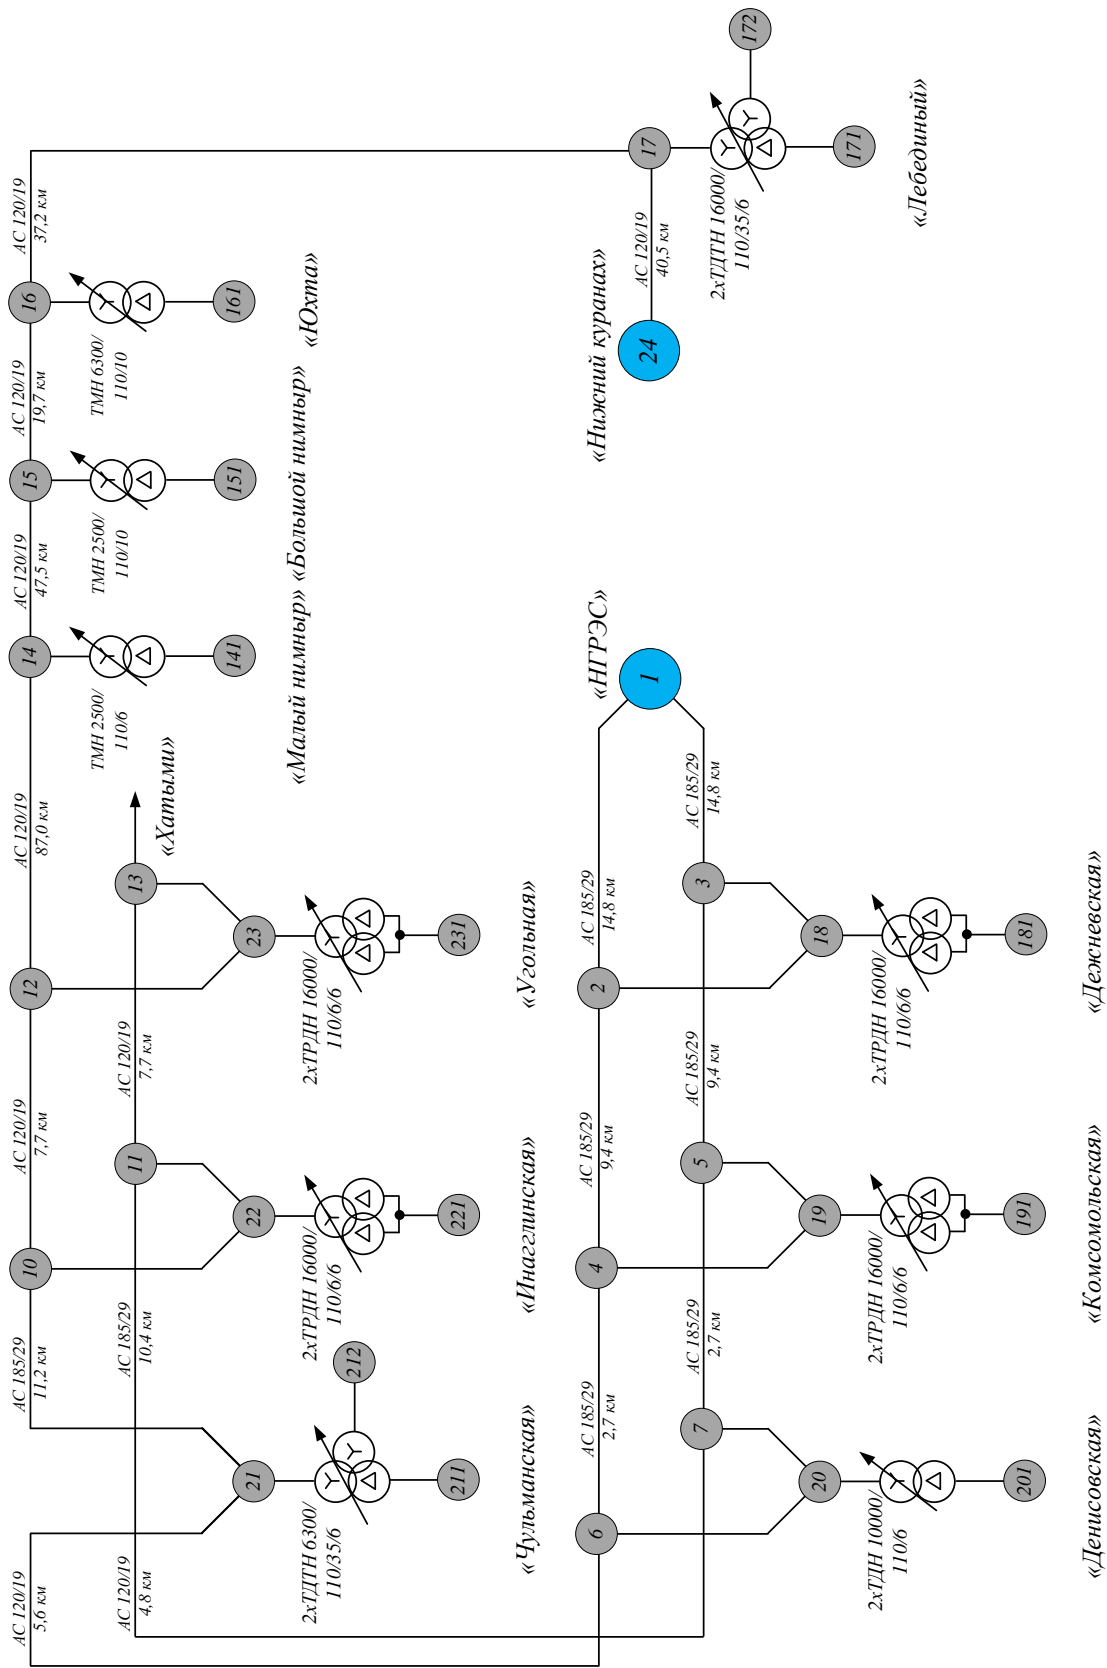 АС 120/19
5,6 км
АС 185/29
11,2 км
10
АС 120/19
7,7 км
12
АС 120/19
87,0 км
14
АС 120/19
47,5 км
15
АС 120/19
19,7 км
16
АС 120/19
37,2 км
АС 120/19
4,8 км
АС 185/29
10,4 км
11
АС 120/19
7,7 км
13
«Хатыми»
ТМН 2500/
110/6
141
«Малый нимныр»
ТМН 2500/
110/10
151
«Большой нимныр»
ТМН 6300/
110/10
161
«Юхта»
21
2хТДТН 6300/
110/35/6
212
211
«Чульманская»
22
2хТРДН 16000/
110/6/6
221
«Инагглинская»
23
2хТРДН 16000/
110/6/6
231
«Угольная»
«НГРЭС»
1
«Нижний куранах»
24
АС 120/19
40,5 км
17
2хТДТН 16000/
110/35/6
172
171
«Лебединый»
6
АС 185/29
2,7 км
4
АС 185/29
9,4 км
2
АС 185/29
14,8 км
7
АС 185/29
2,7 км
5
АС 185/29
9,4 км
3
АС 185/29
14,8 км
20
2хТДН 10000/
110/6
201
«Денисовская»
19
2хТРДН 16000/
110/6/6
191
«Комсомольская»
18
2хТРДН 16000/
110/6/6
181
«Дежневская»